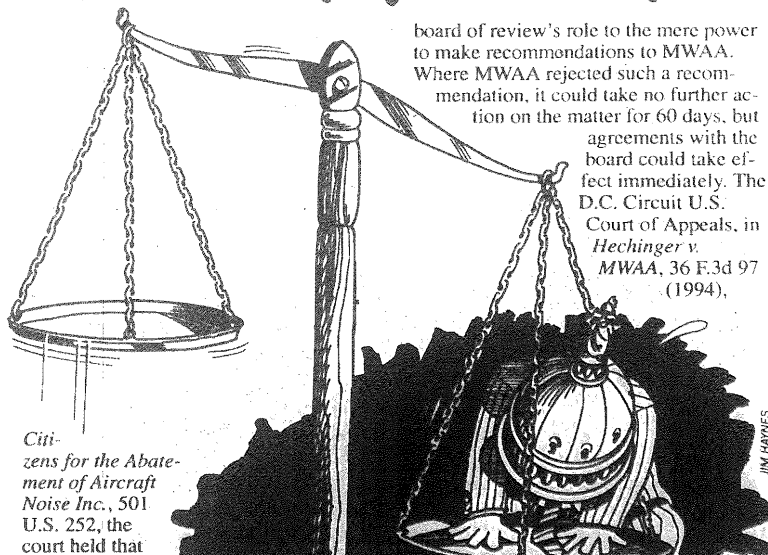 board of review's role to the mere power
to make recommendations to MWAA.
Where MWAA rejected such a recom-
mendation, it could take no further ac-
tion on the matter for 60 days, but
agreements with the
board could take ef-
fect immediately. The
D.C. Circuit U.S.
Court of Appeals, in
Hechinger v.
MWAA, 36 F.3d 97
(1994),
JIM HAYNES
Citi-
zens for the Abate-
ment of Aircraft
Noise Inc., 501
U.S. 252, the
court held that